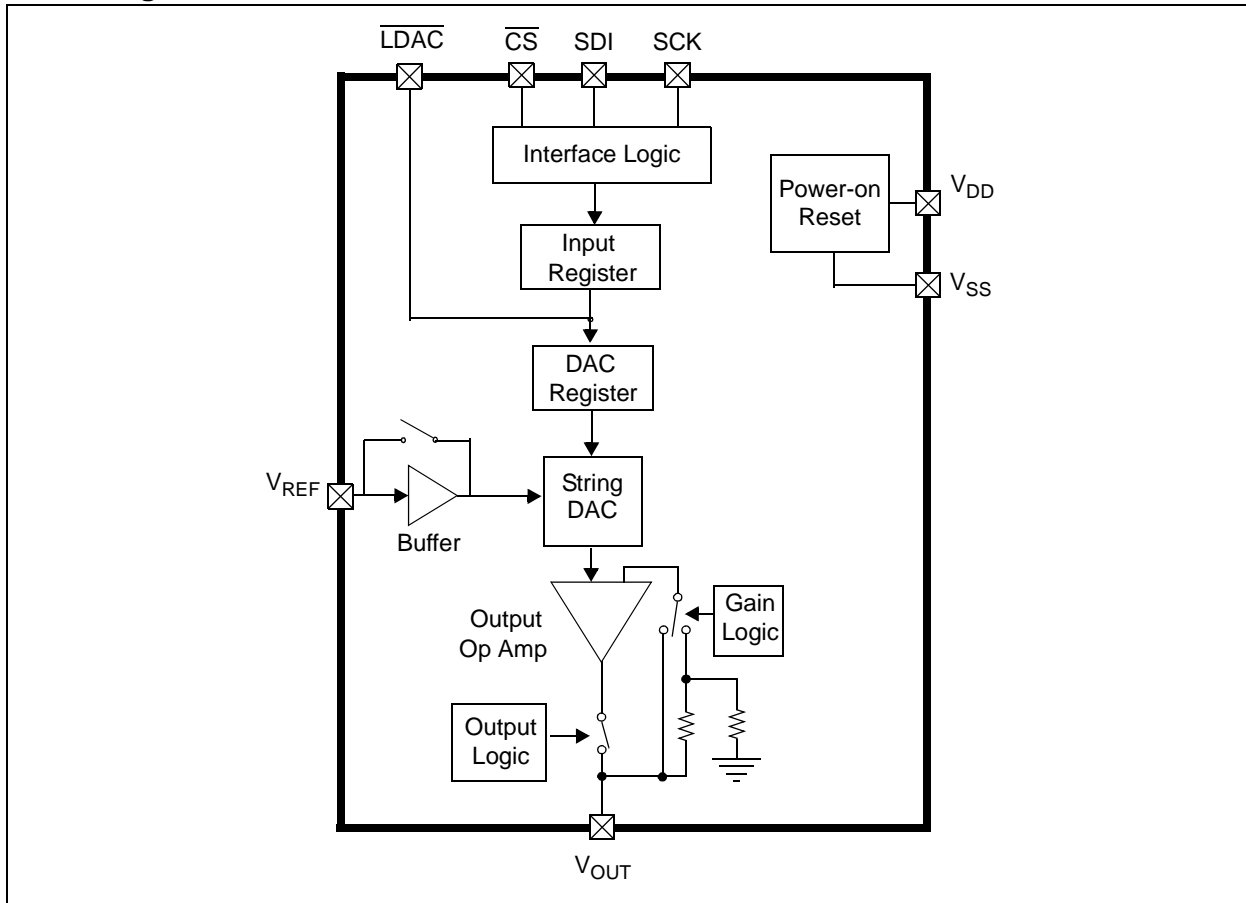 LDAC
CS
SDI
SCK
Interface Logic
Power-on
Reset
VDD
Input
Register
VSS
DAC
Register
VREF
String
DAC
Buffer
Gain
Logic
Output
Op Amp
Output
Logic
VOUT